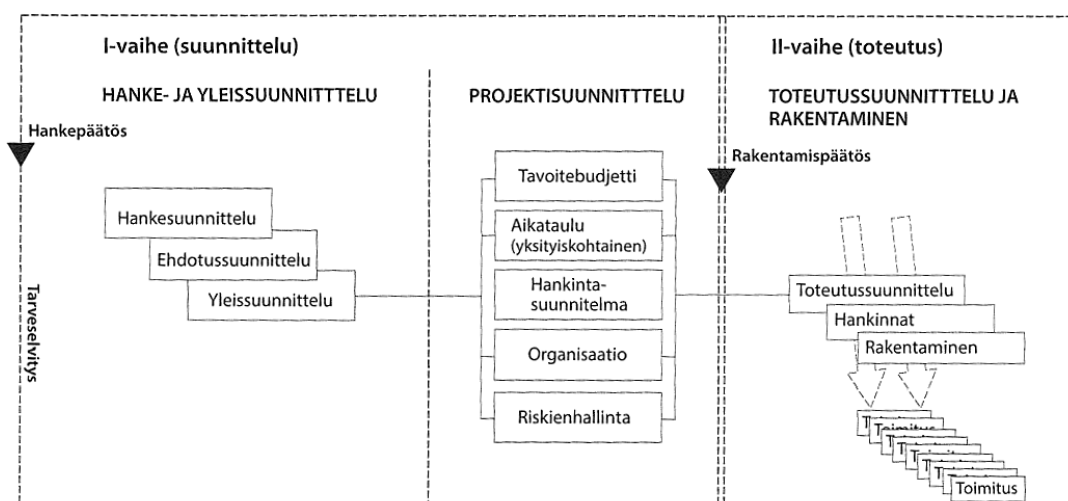 I-vaihe (suunnittelu)
HANKE- JA YLEISSUUNNITTTELU
Hankepäätös
Hankesuunnittelu
Ehdotussuunnittelu
Yleissuunnittelu
Tarveselvitys
PROJEKTISUUNNITTTELU
Tavoitebudjetti
Aikataulu
(yksityiskohtainen)
Hankinta-
suunnitelma
Organisaatio
Riskienhallinta
II-vaihe (toteutus)
TOTEUTUSSUUNNITTTELU JA
RAKENTAMINEN
Rakentamispäätös
Toteutussuunnittelu
Hankinnat
Rakentaminen
Toimitus
Toimitus